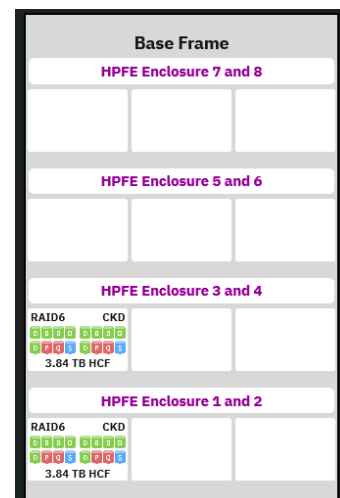 Base Frame
HPFE Enclosure 7 and 8
HPFE Enclosure 5 and 6
HPFE Enclosure 3 and 4
RAID6 CKD
D D D D D D D D
D P Q S D P Q S
3.84 TB HCF
HPFE Enclosure 1 and 2
RAID6 CKD
D D D D D D D D
D P Q S D P Q S
3.84 TB HCF